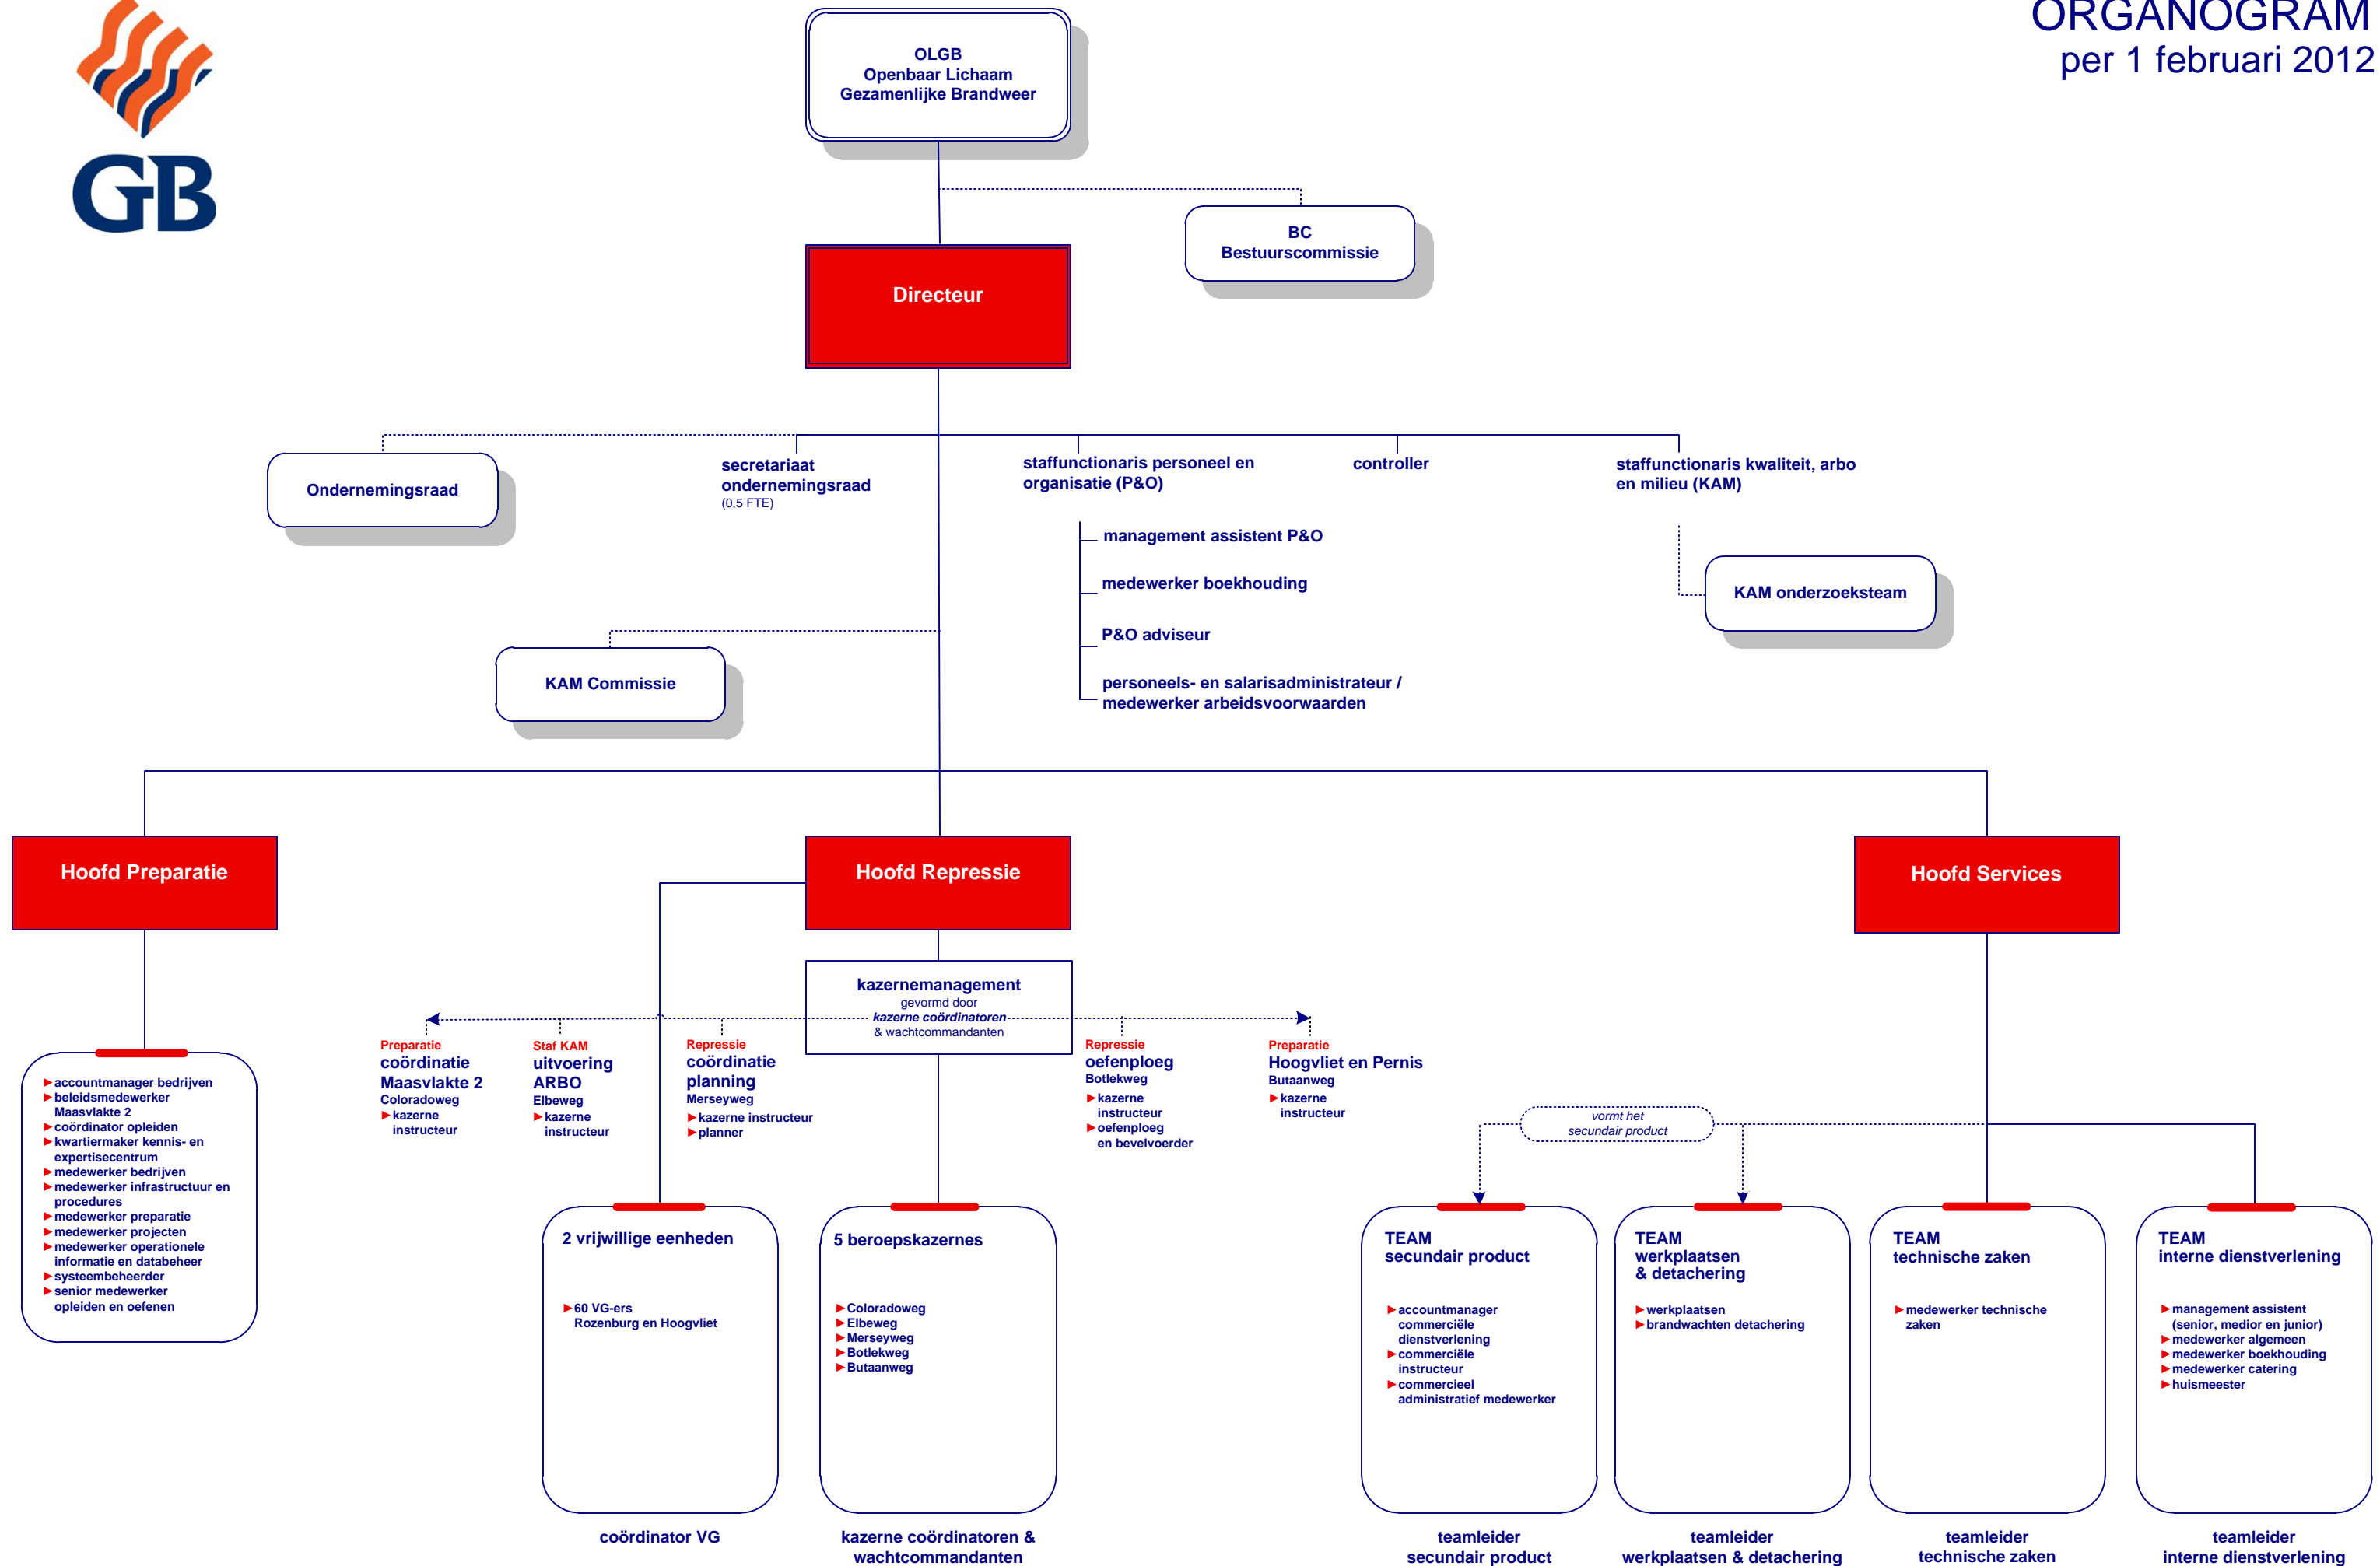 ORGANOGRAM
per 1 februari 2012
GB
OLGB
Openbaar Lichaam
Gezamenlijke Brandweer
BC
Bestuurscommissie
Directeur
Ondernemingsraad
secretariaat
ondernemingsraad
(0,5 FTE)
staffunctionaris personeel en
organisatie (P&O)
controller
staffunctionaris kwaliteit, arbo
en milieu (KAM)
management assistent P&O
medewerker boekhouding
P&O adviseur
personeels- en salarisadministrateur /
medewerker arbeidsvoorwaarden
KAM onderzoeksteam
KAM Commissie
Hoofd Preparatie
Hoofd Repressie
Hoofd Services
kazernemanagement
gevormd door
kazerne coördinatoren
& wachtcommandanten
Preparatie
coördinatie
Maasvlakte 2
Coloradoweg
►kazerne
instructeur
Staf KAM
uitvoering
ARBO
Elbeweg
►kazerne
instructeur
Repressie
coördinatie
planning
Merseyweg
►kazerne instructeur
►planner
Repressie
oefenploeg
Botlekweg
►kazerne
instructeur
►oefenploeg
en bevelvoerder
Preparatie
Hoogvliet en Pernis
Butaanweg
►kazerne
instructeur
►accountmanager bedrijven
►beleidsmedewerker
Maasvlakte 2
►coördinator opleiden
►kwartiermaker kennis- en
expertisecentrum
►medewerker bedrijven
►medewerker infrastructuur en
procedures
►medewerker preparatie
►medewerker projecten
►medewerker operationele
informatie en databeheer
►systeembeheerder
►senior medewerker
opleiden en oefenen
vormt het
secundair product
2 vrijwillige eenheden
►60 VG-ers
Rozenburg en Hoogvliet
coördinator VG
5 beroepskazernes
►Coloradoweg
►Elbeweg
►Merseyweg
►Botlekweg
►Butaanweg
kazerne coördinatoren &
wachtcommandanten
TEAM
secundair product
►accountmanager
commerciële
dienstverlening
►commerciële
instructeur
►commercieel
administratief medewerker
teamleider
secundair product
TEAM
werkplaatsen
& detachering
►werkplaatsen
►brandwachten detachering
teamleider
werkplaatsen & detachering
TEAM
technische zaken
►medewerker technische
zaken
teamleider
technische zaken
TEAM
interne dienstverlening
►management assistent
(senior, medior en junior)
►medewerker algemeen
►medewerker boekhouding
►medewerker catering
►huismeester
teamleider
interne dienstverlening